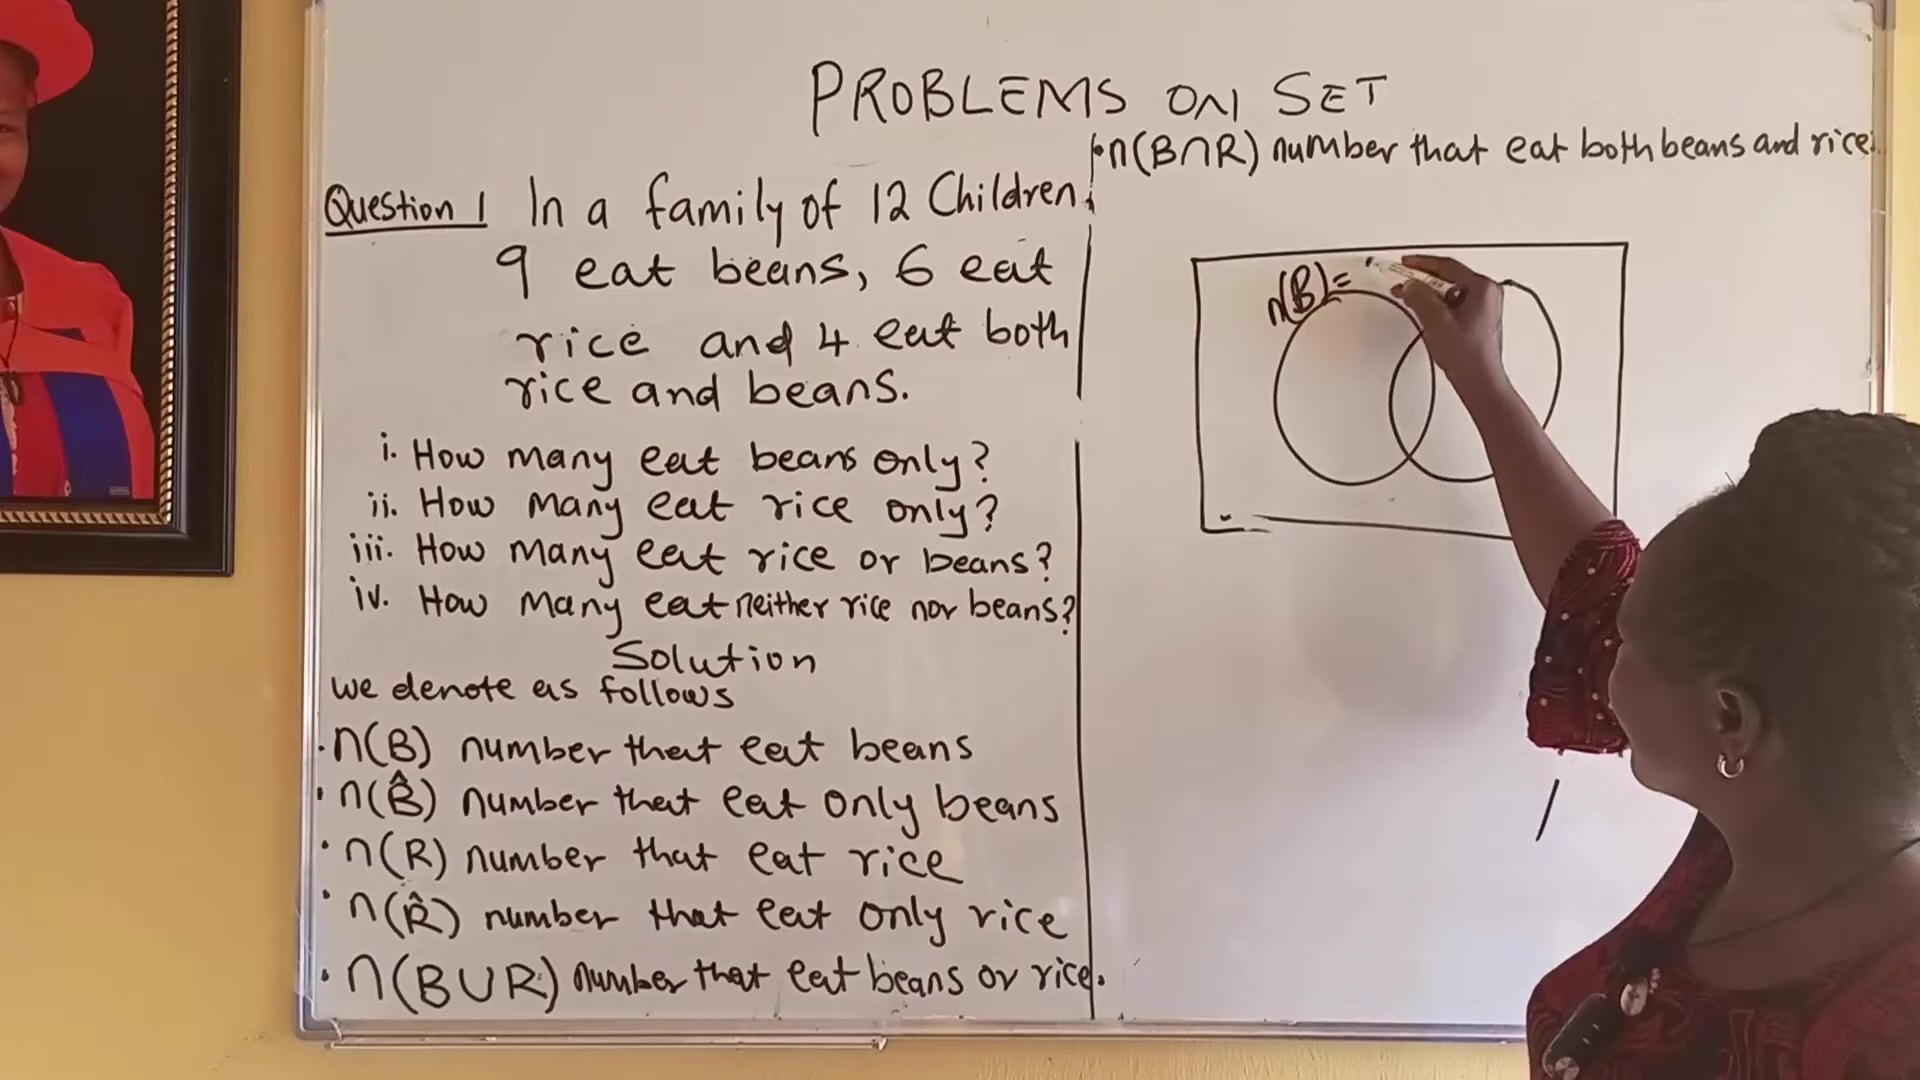 PROBLEMS ON SET
Question 1 In a family of 12 Children
9 eat beans, 6 eat
rice and 4 eat both
rice and beans.
i. How many eat beans only?
ii. How many eat rice only?
iii. How many eat rice or beans?
iv. How many eat neither rice nor beans?
Solution
we denote as follows
• n(B) number that eat beans
• n(B̂) number that eat only beans
• n(R) number that eat rice
• n(R̂) number that eat only rice
• n(BUR) number that eat beans or rice.
• n(B∩R) number that eat both beans and rice.
n(B)=